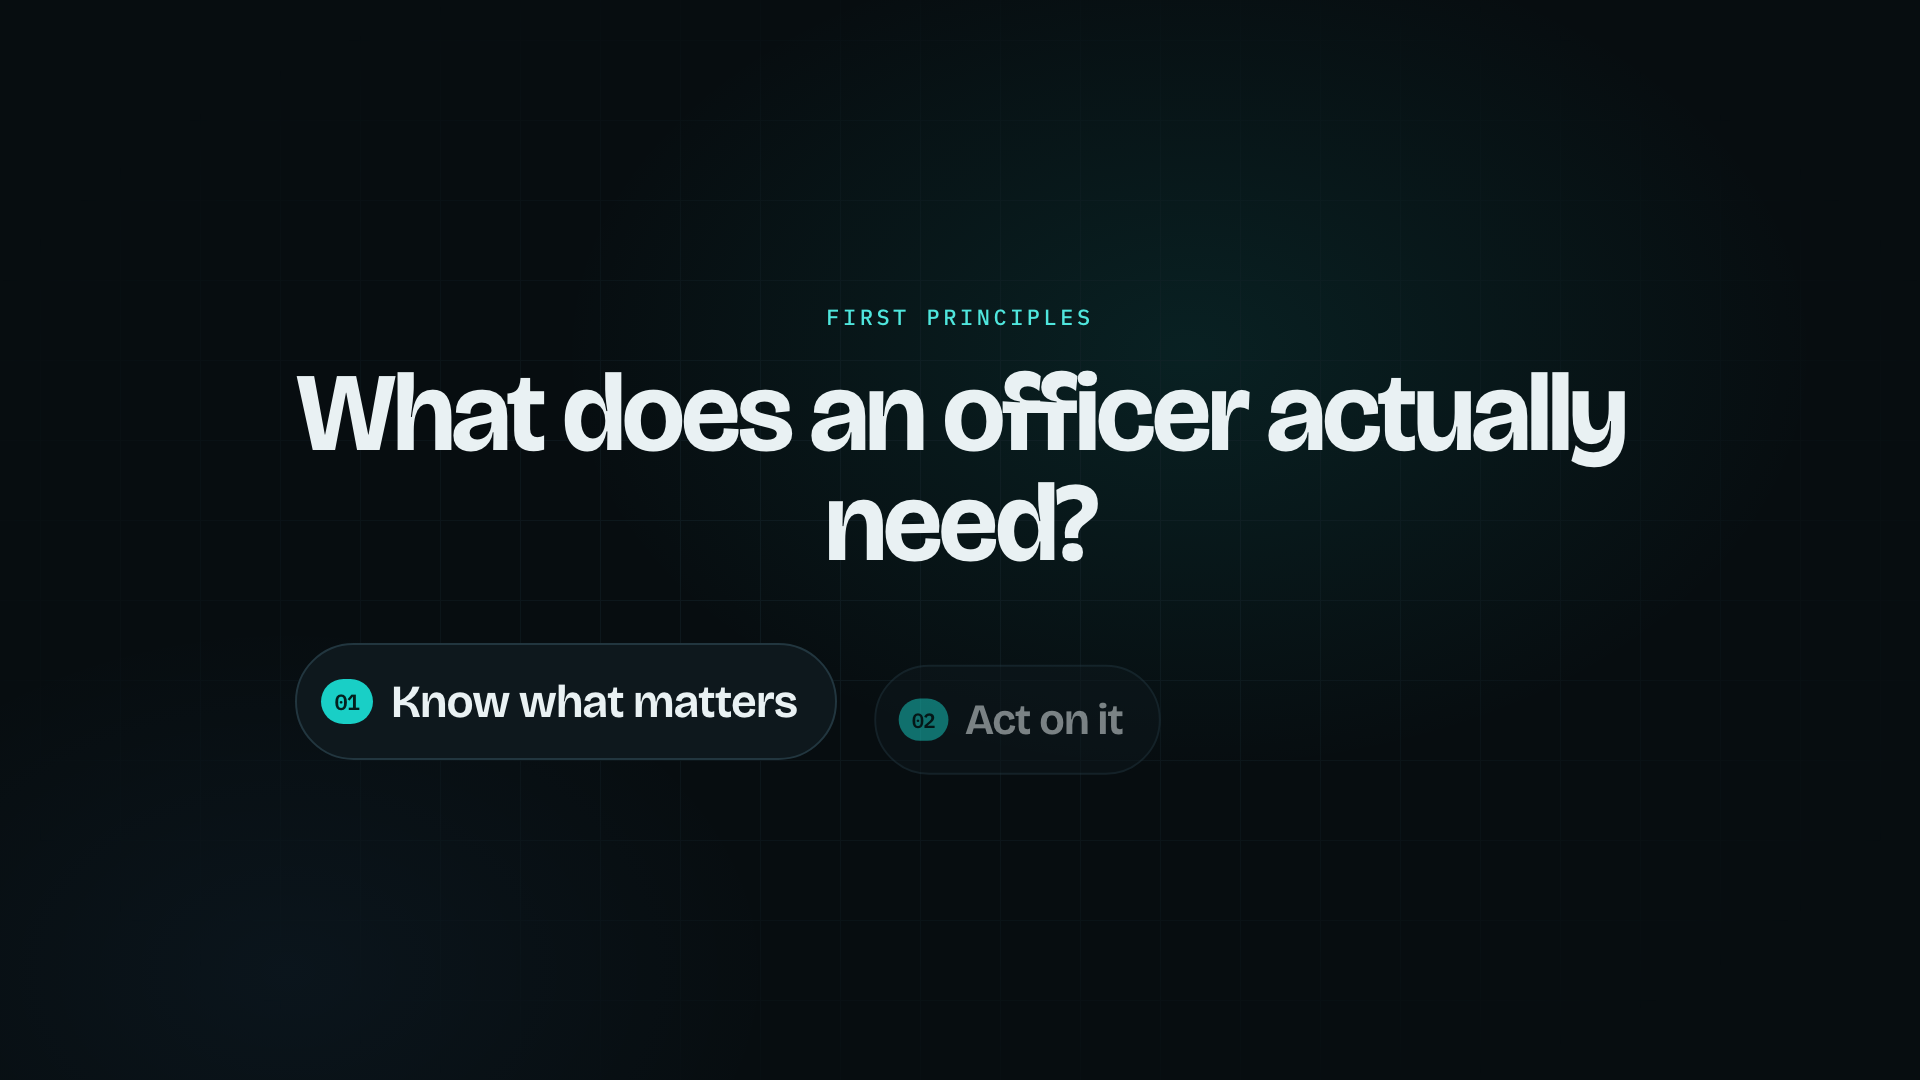 FIRST PRINCIPLES
What does an officer actually
need?
01 Know what matters
02 Act on it